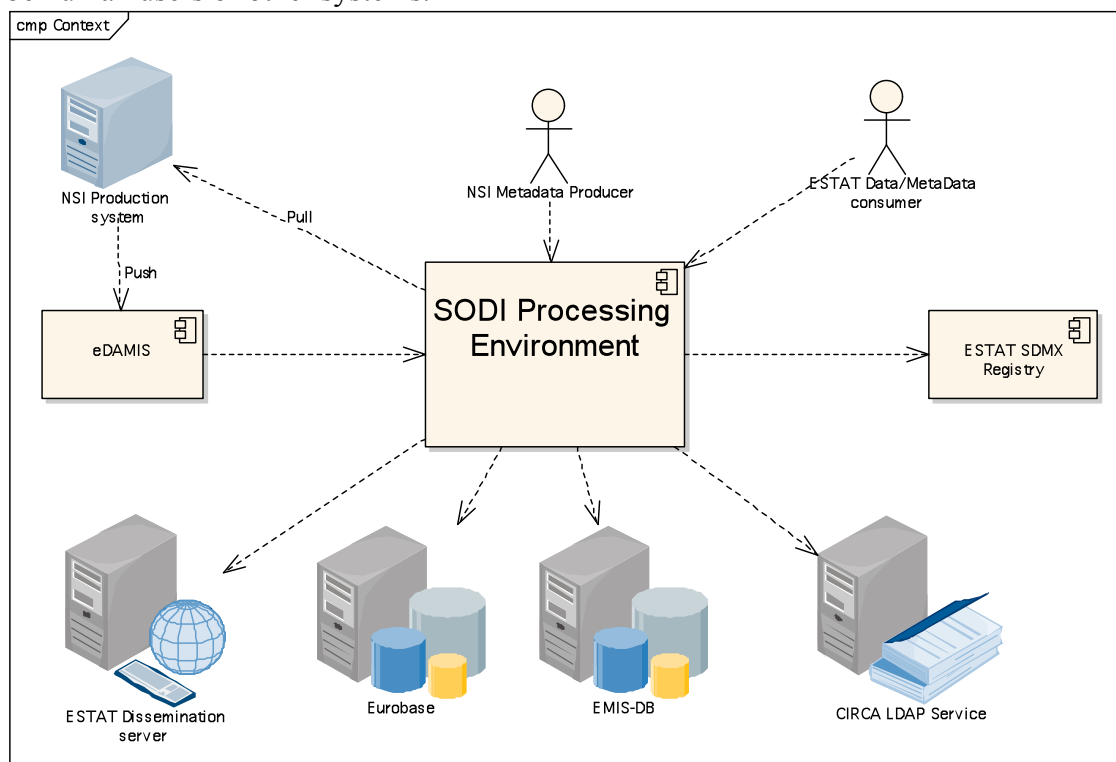 cmp Context
NSI Production
system
NSI Metadada Producer
ESTAT Data/MetaData
consumer
Pull
Push
SODI Processing
Environment
eDAMIS
ESTAT SDMX
Registry
ESTAT Dissemination
server
Eurobase
EMIS-DB
CIRCA LDAP Service